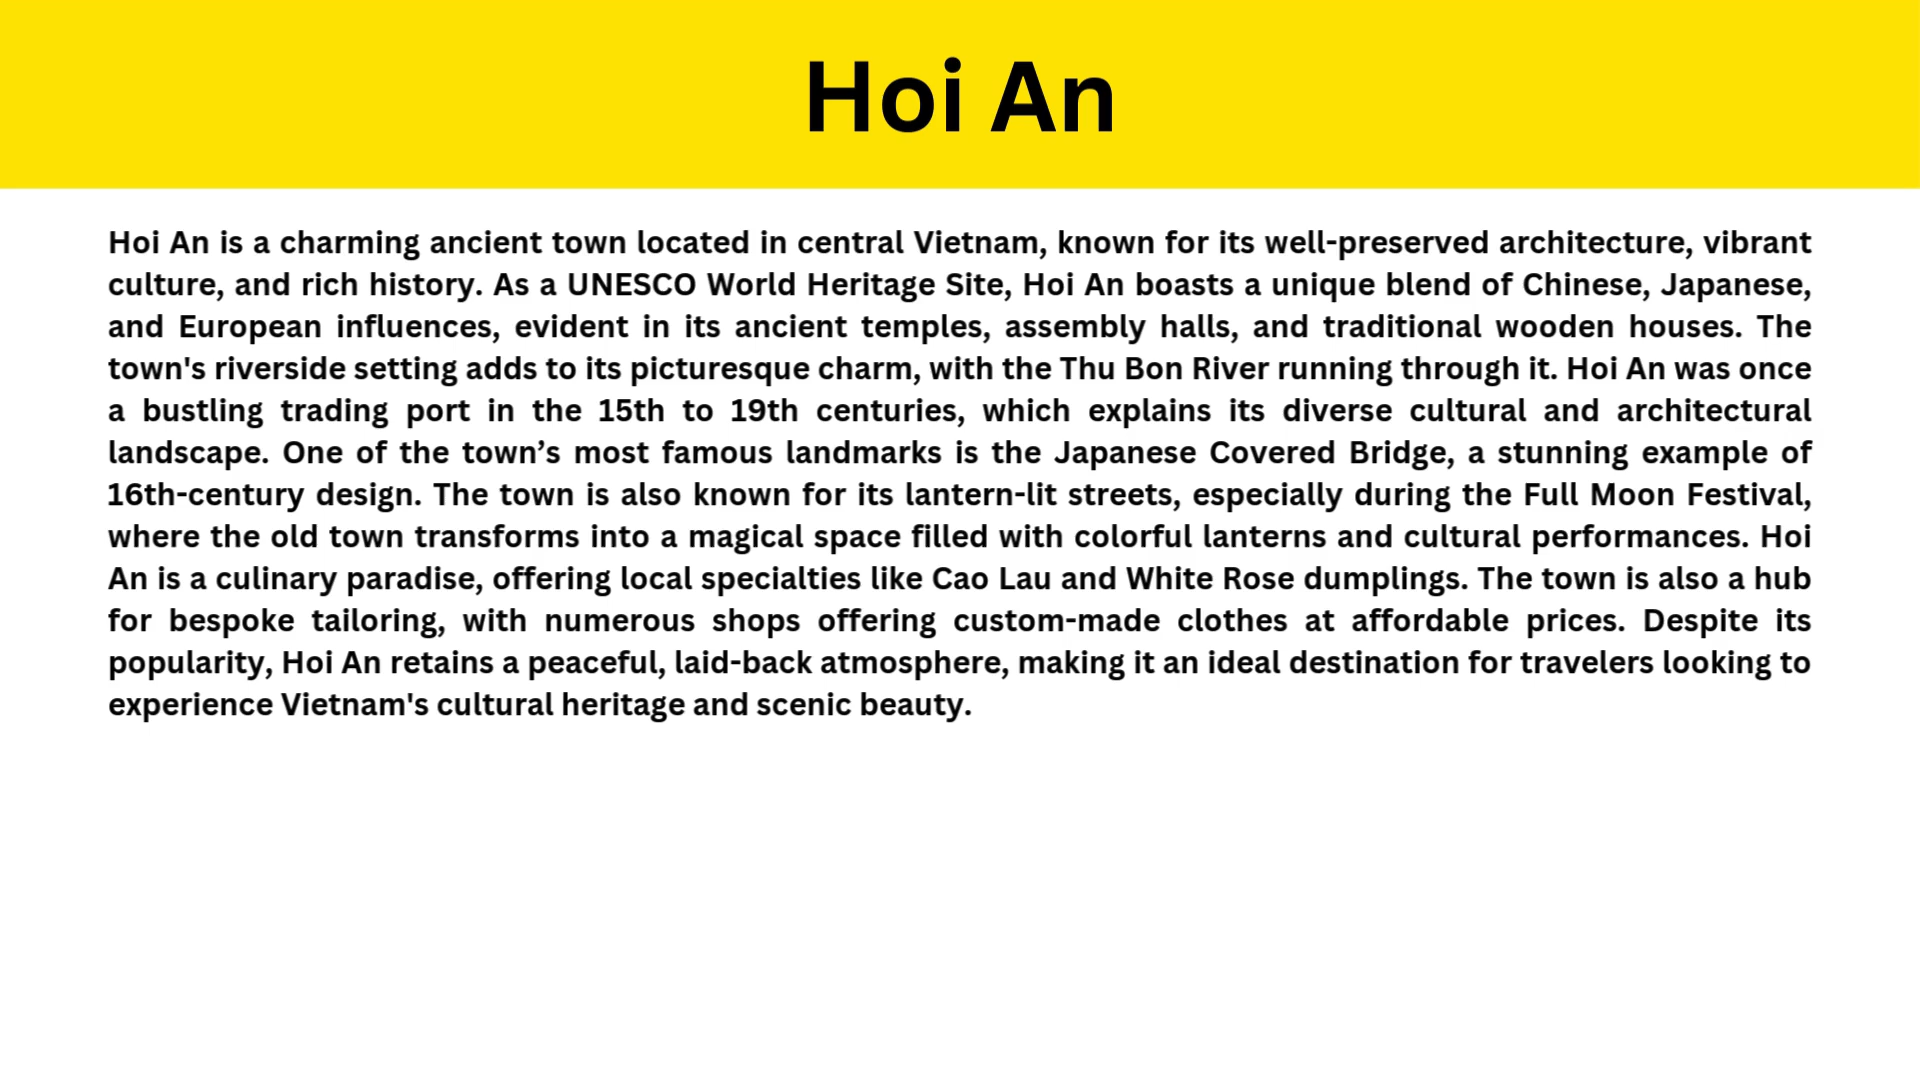 Hoi An
Hoi An is a charming ancient town located in central Vietnam, known for its well-preserved architecture, vibrant
culture, and rich history. As a UNESCO World Heritage Site, Hoi An boasts a unique blend of Chinese, Japanese,
and European influences, evident in its ancient temples, assembly halls, and traditional wooden houses. The
town's riverside setting adds to its picturesque charm, with the Thu Bon River running through it. Hoi An was once
a bustling trading port in the 15th to 19th centuries, which explains its diverse cultural and architectural
landscape. One of the town’s most famous landmarks is the Japanese Covered Bridge, a stunning example of
16th-century design. The town is also known for its lantern-lit streets, especially during the Full Moon Festival,
where the old town transforms into a magical space filled with colorful lanterns and cultural performances. Hoi
An is a culinary paradise, offering local specialties like Cao Lau and White Rose dumplings. The town is also a hub
for bespoke tailoring, with numerous shops offering custom-made clothes at affordable prices. Despite its
popularity, Hoi An retains a peaceful, laid-back atmosphere, making it an ideal destination for travelers looking to
experience Vietnam's cultural heritage and scenic beauty.